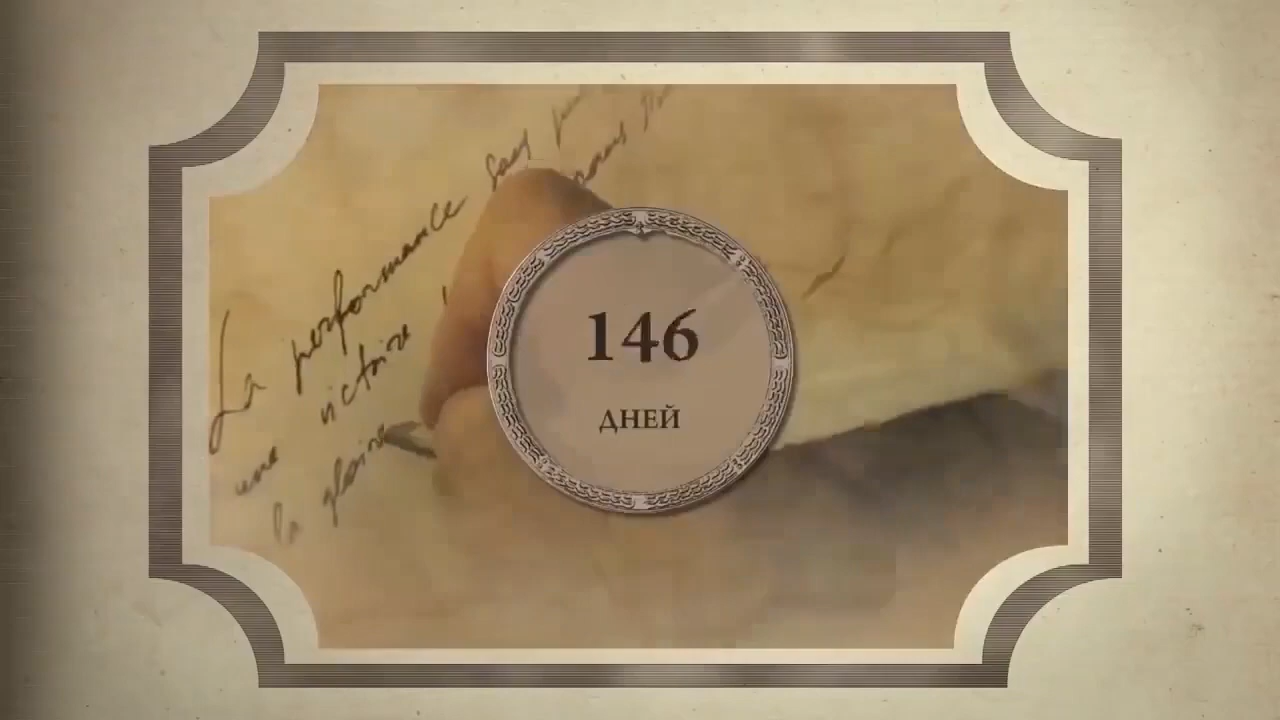 La performance
une victoire
la gloire
146
ДНЕЙ